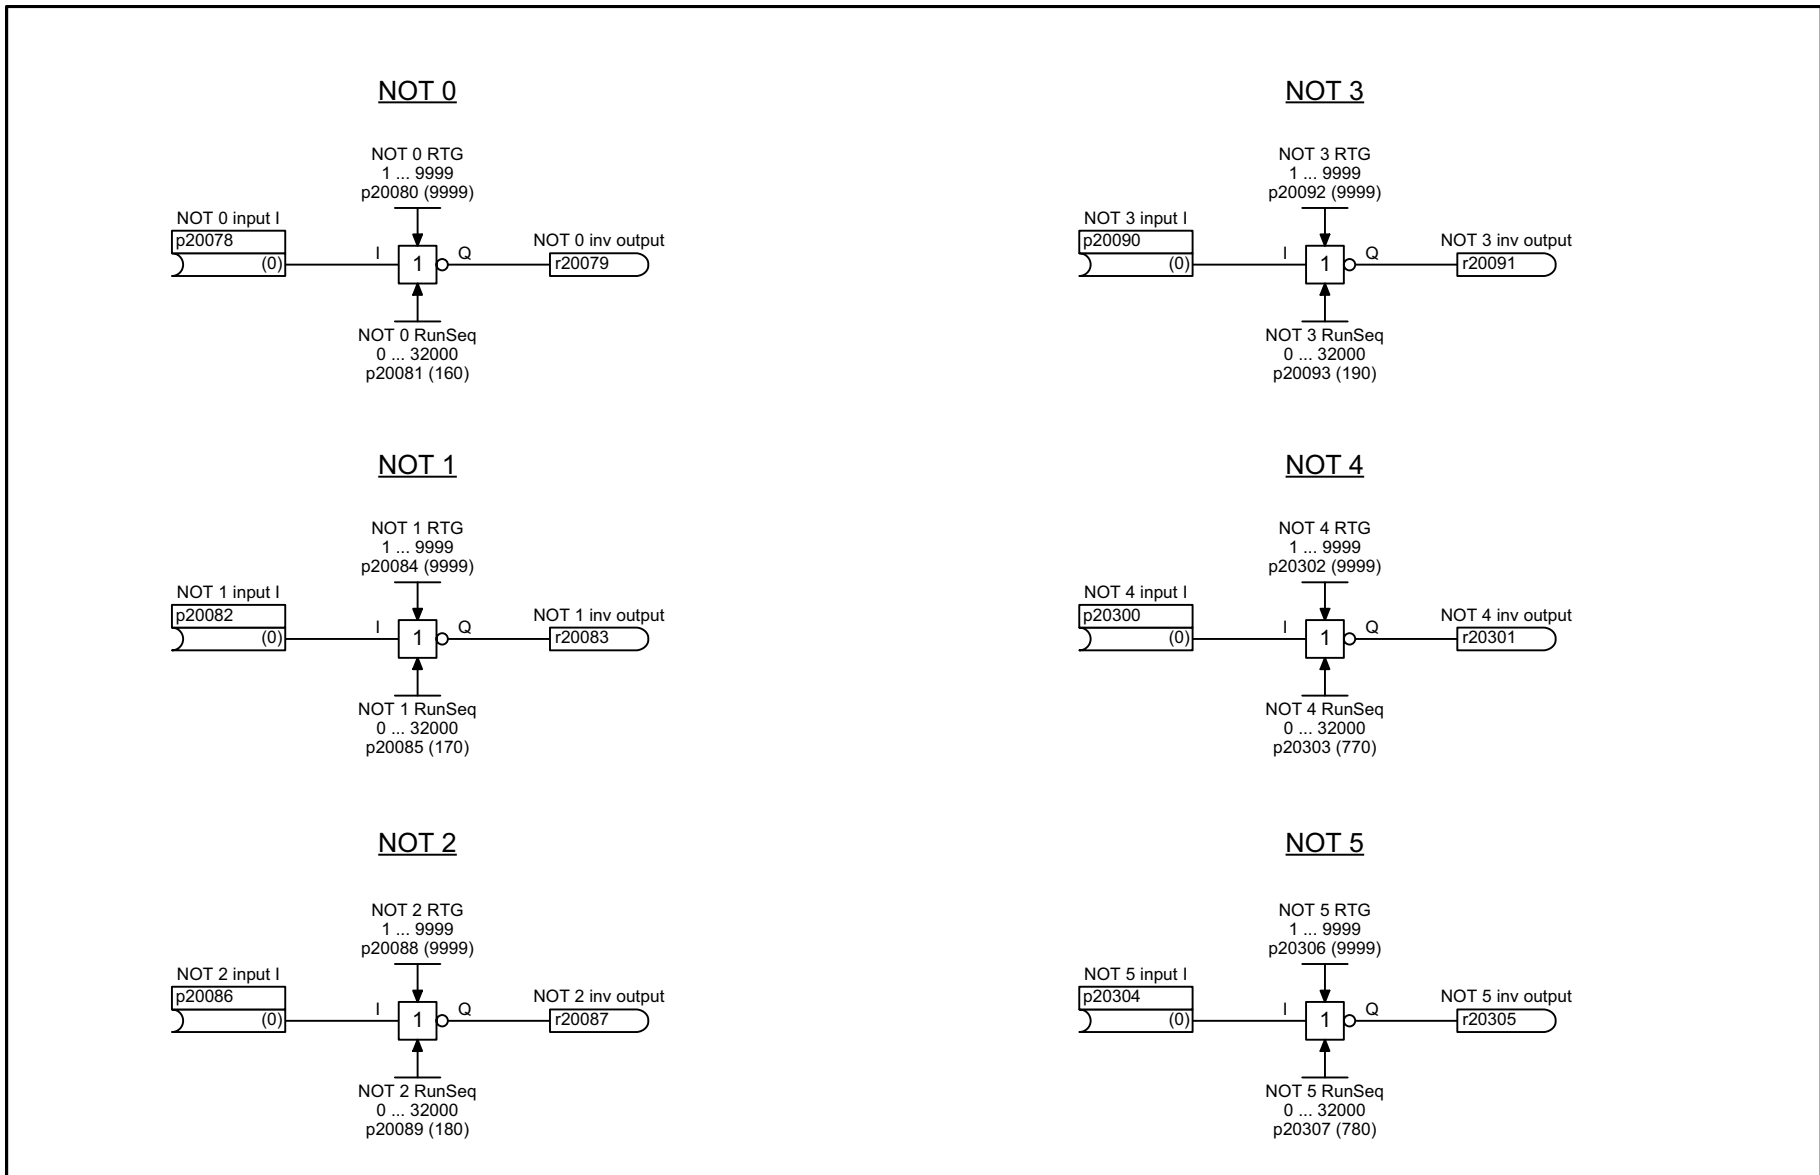 NOT 0
NOT 0 RTG
1 ... 9999
p20080 (9999)
NOT 0 input I
p20078
(0)
I
1
Q
NOT 0 inv output
r20079
NOT 0 RunSeq
0 ... 32000
p20081 (160)
NOT 1
NOT 1 RTG
1 ... 9999
p20084 (9999)
NOT 1 input I
p20082
(0)
I
1
Q
NOT 1 inv output
r20083
NOT 1 RunSeq
0 ... 32000
p20085 (170)
NOT 2
NOT 2 RTG
1 ... 9999
p20088 (9999)
NOT 2 input I
p20086
(0)
I
1
Q
NOT 2 inv output
r20087
NOT 2 RunSeq
0 ... 32000
p20089 (180)
NOT 3
NOT 3 RTG
1 ... 9999
p20092 (9999)
NOT 3 input I
p20090
(0)
I
1
Q
NOT 3 inv output
r20091
NOT 3 RunSeq
0 ... 32000
p20093 (190)
NOT 4
NOT 4 RTG
1 ... 9999
p20302 (9999)
NOT 4 input I
p20300
(0)
I
1
Q
NOT 4 inv output
r20301
NOT 4 RunSeq
0 ... 32000
p20303 (770)
NOT 5
NOT 5 RTG
1 ... 9999
p20306 (9999)
NOT 5 input I
p20304
(0)
I
1
Q
NOT 5 inv output
r20305
NOT 5 RunSeq
0 ... 32000
p20307 (780)